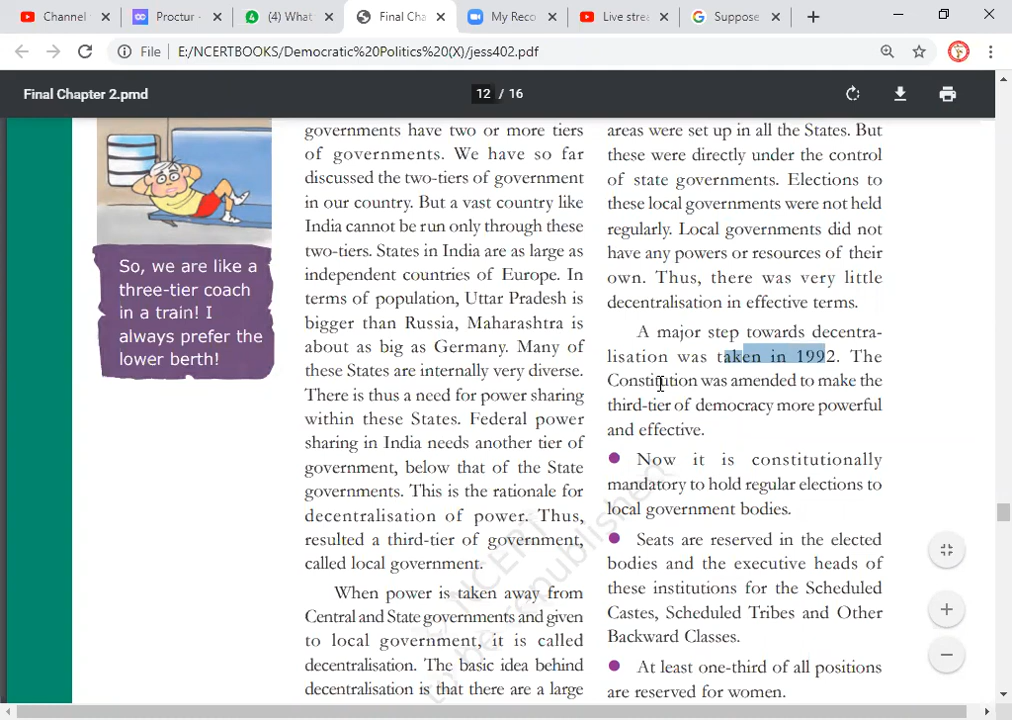 Channel
Proctur -
(4) What
Final Cha
My Reco
Live strea
Suppose
File
E:/NCERTBOOKS/Democratic%20Politics%20(X)/jess402.pdf
Final Chapter 2.pmd
12 / 16
So, we are like a
three-tier coach
in a train! I
always prefer the
lower berth!
governments have two or more tiers
of governments. We have so far
discussed the two-tiers of government
in our country. But a vast country like
India cannot be run only through these
two-tiers. States in India are as large as
independent countries of Europe. In
terms of population, Uttar Pradesh is
bigger than Russia, Maharashtra is
about as big as Germany. Many of
these States are internally very diverse.
There is thus a need for power sharing
within these States. Federal power
sharing in India needs another tier of
government, below that of the State
governments. This is the rationale for
decentralisation of power. Thus,
resulted a third-tier of government,
called local government.
When power is taken away from
Central and State governments and given
to local government, it is called
decentralisation. The basic idea behind
decentralisation is that there are a large
areas were set up in all the States. But
these were directly under the control
of state governments. Elections to
these local governments were not held
regularly. Local governments did not
have any powers or resources of their
own. Thus, there was very little
decentralisation in effective terms.
A major step towards decentra-
lisation was taken in 1992. The
Constitution was amended to make the
third-tier of democracy more powerful
and effective.
Now it is constitutionally
mandatory to hold regular elections to
local government bodies.
Seats are reserved in the elected
bodies and the executive heads of
these institutions for the Scheduled
Castes, Scheduled Tribes and Other
Backward Classes.
At least one-third of all positions
are reserved for women.
© NCERT
to be republished